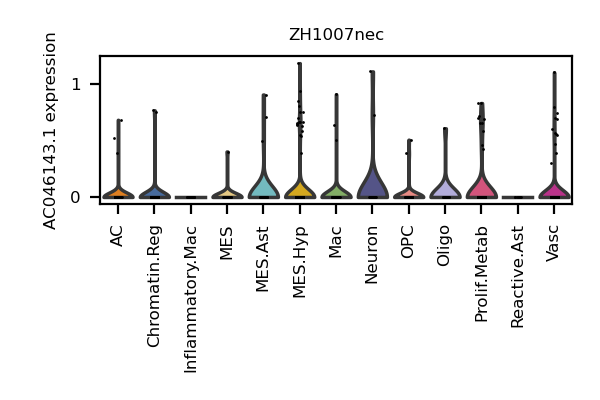 ZH1007nec
AC046143.1 expression
1
0
AC
Chromatin.Reg
Inflammatory.Mac
MES
MES.Ast
MES.Hyp
Mac
Neuron
OPC
Oligo
Prolif.Metab
Reactive.Ast
Vasc